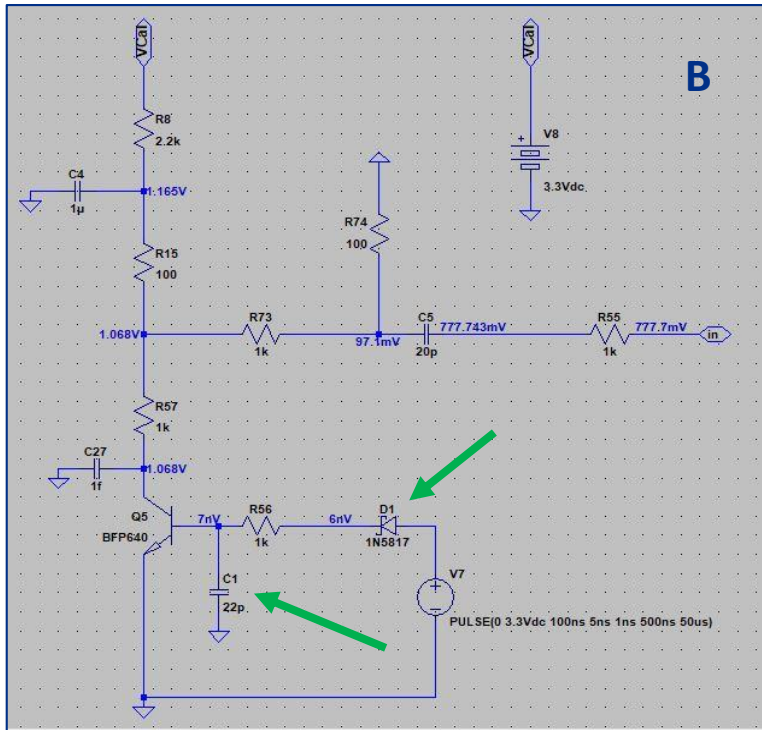 VCal
VCal
B
R8
2.2k
V8
3.3Vdc
C4
1µ
1.165V
R74
100
R15
100
R73
1k
1.068V
97.1mV
C5
20p
777.743mV
R55
1k
777.7mV
in
R57
1k
C27
1f
1.068V
Q5
BFP640
7nV
R56
1k
6nV
D1
1N5817
C1
22p
V7
PULSE(0 3.3Vdc 100ns 5ns 1ns 500ns 50us)